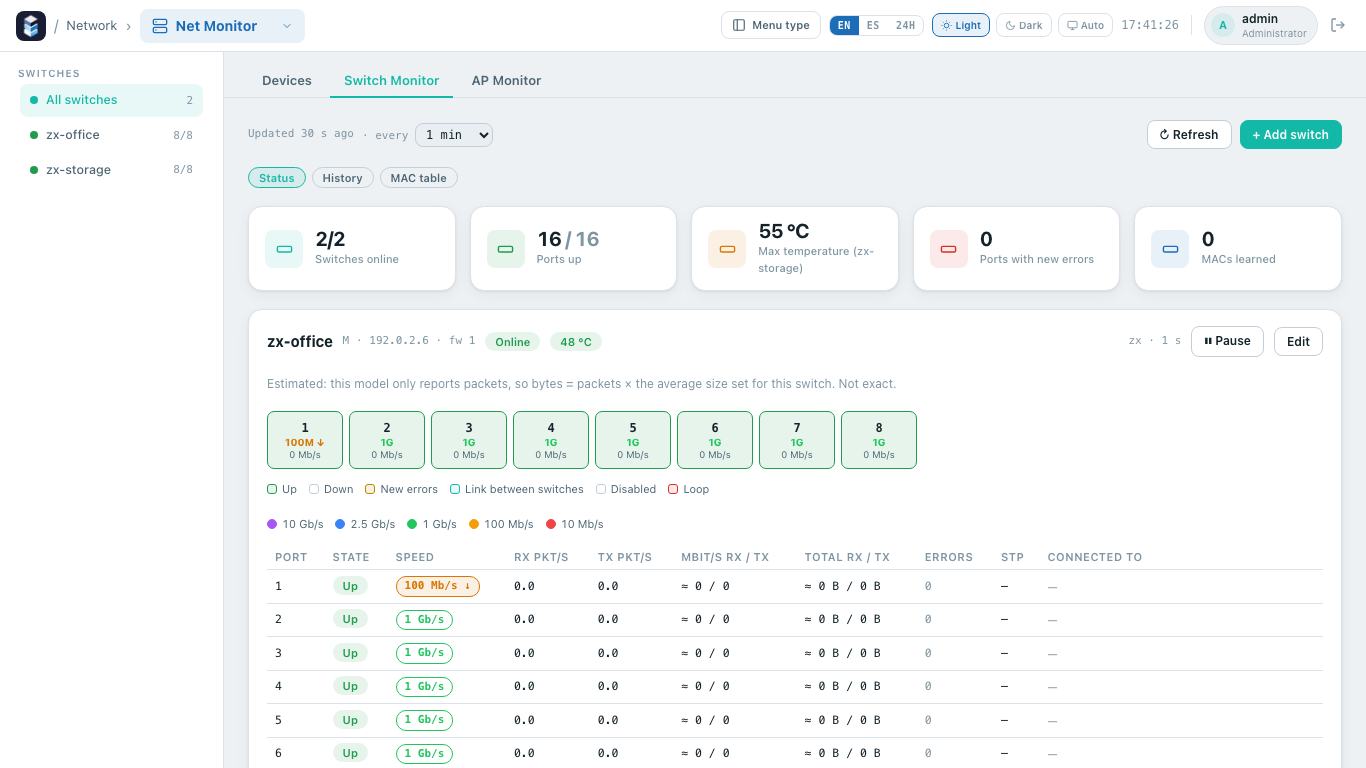 / Network › Net Monitor
Menu type
EN ES 24H
Light Dark Auto
17:41:26
A admin
Administrator
SWITCHES
All switches 2
zx-office 8/8
zx-storage 8/8
Devices Switch Monitor AP Monitor
Updated 30 s ago · every 1 min
↻ Refresh + Add switch
Status History MAC table
2/2
Switches online
16 / 16
Ports up
55 ºC
Max temperature (zx-
storage)
0
Ports with new errors
0
MACs learned
zx-office M · 192.0.2.6 · fw 1 Online 48 ºC zx · 1 s Pause Edit
Estimated: this model only reports packets, so bytes = packets × the average size set for this switch. Not exact.
1 2 3 4 5 6 7 8
100M ↓ 1G 1G 1G 1G 1G 1G 1G
0 Mb/s 0 Mb/s 0 Mb/s 0 Mb/s 0 Mb/s 0 Mb/s 0 Mb/s 0 Mb/s
Up Down New errors Link between switches Disabled Loop
10 Gb/s 2.5 Gb/s 1 Gb/s 100 Mb/s 10 Mb/s
PORT STATE SPEED RX PKT/S TX PKT/S MBIT/S RX / TX TOTAL RX / TX ERRORS STP CONNECTED TO
1 Up 100 Mb/s ↓ 0.0 0.0 ≈ 0 / 0 ≈ 0 B / 0 B 0 — —
2 Up 1 Gb/s 0.0 0.0 ≈ 0 / 0 ≈ 0 B / 0 B 0 — —
3 Up 1 Gb/s 0.0 0.0 ≈ 0 / 0 ≈ 0 B / 0 B 0 — —
4 Up 1 Gb/s 0.0 0.0 ≈ 0 / 0 ≈ 0 B / 0 B 0 — —
5 Up 1 Gb/s 0.0 0.0 ≈ 0 / 0 ≈ 0 B / 0 B 0 — —
6 Up 1 Gb/s 0.0 0.0 ≈ 0 / 0 ≈ 0 B / 0 B 0 — —